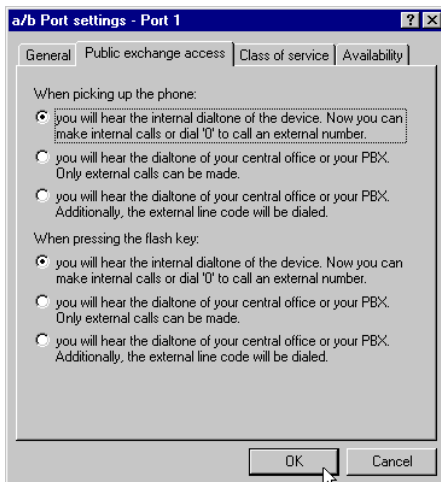 a/b Port settings - Port 1
General
Public exchange access
Class of service
Availability
When picking up the phone:
you will hear the internal dialtone of the device. Now you can
make internal calls or dial '0' to call an external number.
you will hear the dialtone of your central office or your PBX.
Only external calls can be made.
you will hear the dialtone of your central office or your PBX.
Additionally, the external line code will be dialed.
When pressing the flash key:
you will hear the internal dialtone of the device. Now you can
make internal calls or dial '0' to call an external number.
you will hear the dialtone of your central office or your PBX.
Only external calls can be made.
you will hear the dialtone of your central office or your PBX.
Additionally, the external line code will be dialed.
OK
Cancel